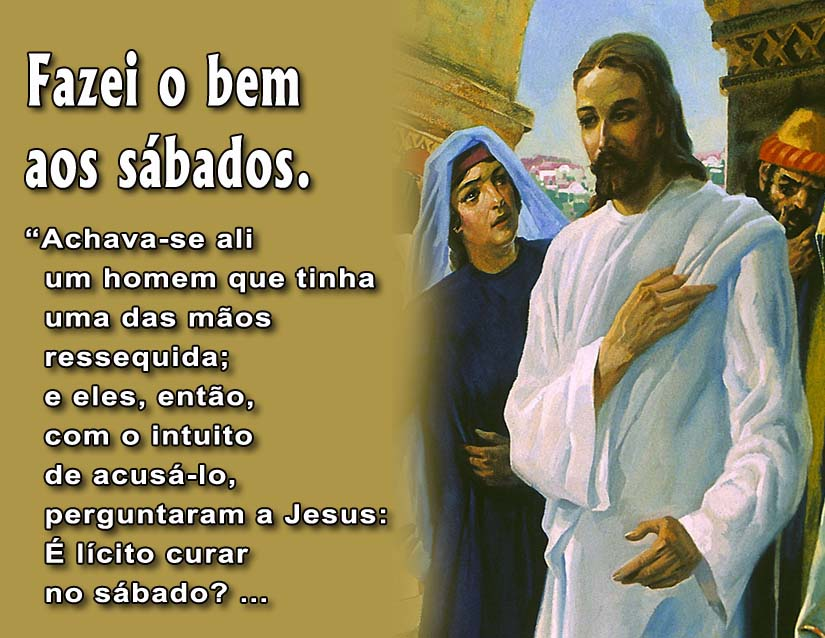 Fazei o bem
aos sábados.
“Achava-se ali
um homem que tinha
uma das mãos
ressequida;
e eles, então,
com o intuito
de acusá-lo,
perguntaram a Jesus:
É lícito curar
no sábado? ...